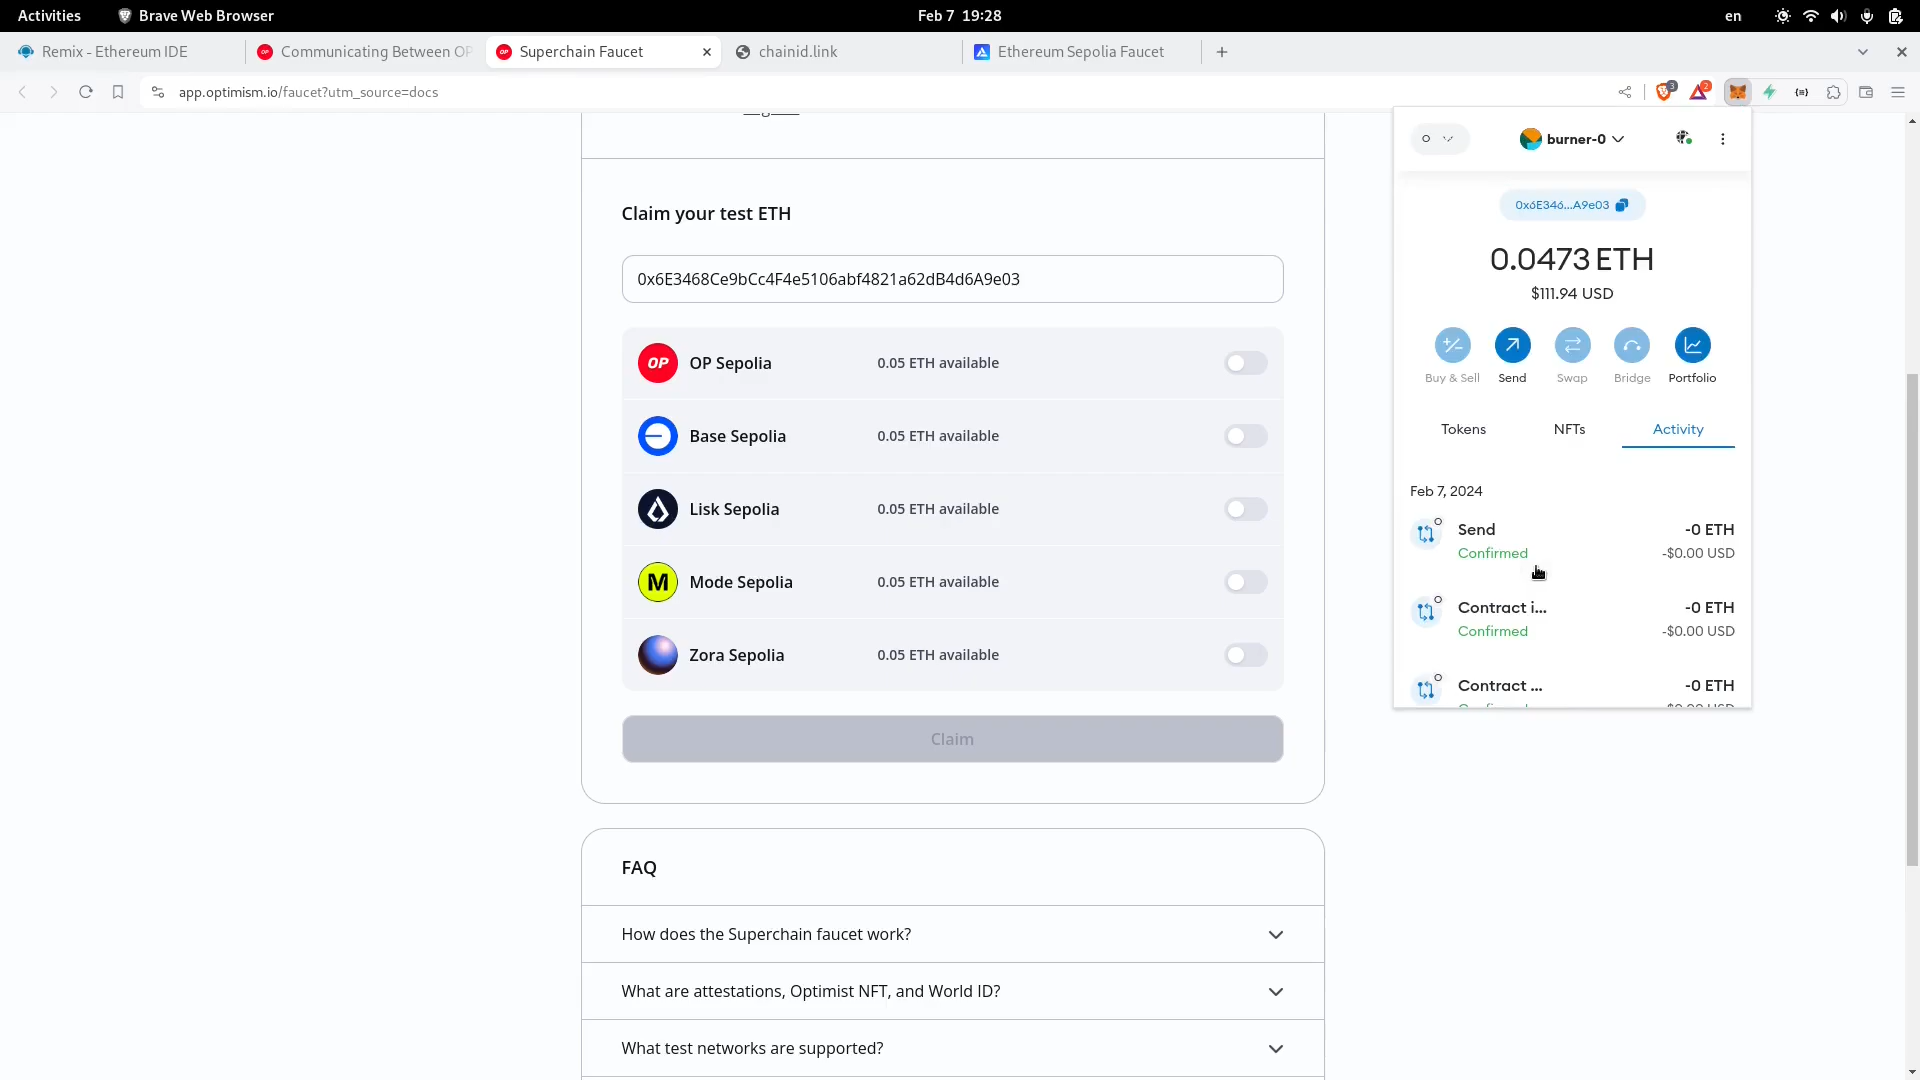 Activities
Brave Web Browser
Feb 7 19:28
en
Remix - Ethereum IDE
Communicating Between OP
Superchain Faucet
chainid.link
Ethereum Sepolia Faucet
app.optimism.io/faucet?utm_source=docs
3
2
Claim your test ETH
0x6E3468Ce9bCc4F4e5106abf4821a62dB4d6A9e03
OP
OP Sepolia
0.05 ETH available
Base Sepolia
0.05 ETH available
Lisk Sepolia
0.05 ETH available
M
Mode Sepolia
0.05 ETH available
Zora Sepolia
0.05 ETH available
Claim
FAQ
How does the Superchain faucet work?
What are attestations, Optimist NFT, and World ID?
What test networks are supported?
O
burner-0
0x6E346...A9e03
0.0473 ETH
$111.94 USD
Buy & Sell
Send
Swap
Bridge
Portfolio
Tokens
NFTs
Activity
Feb 7, 2024
O
Send
-0 ETH
Confirmed
-$0.00 USD
O
Contract i...
-0 ETH
Confirmed
-$0.00 USD
O
Contract ...
-0 ETH